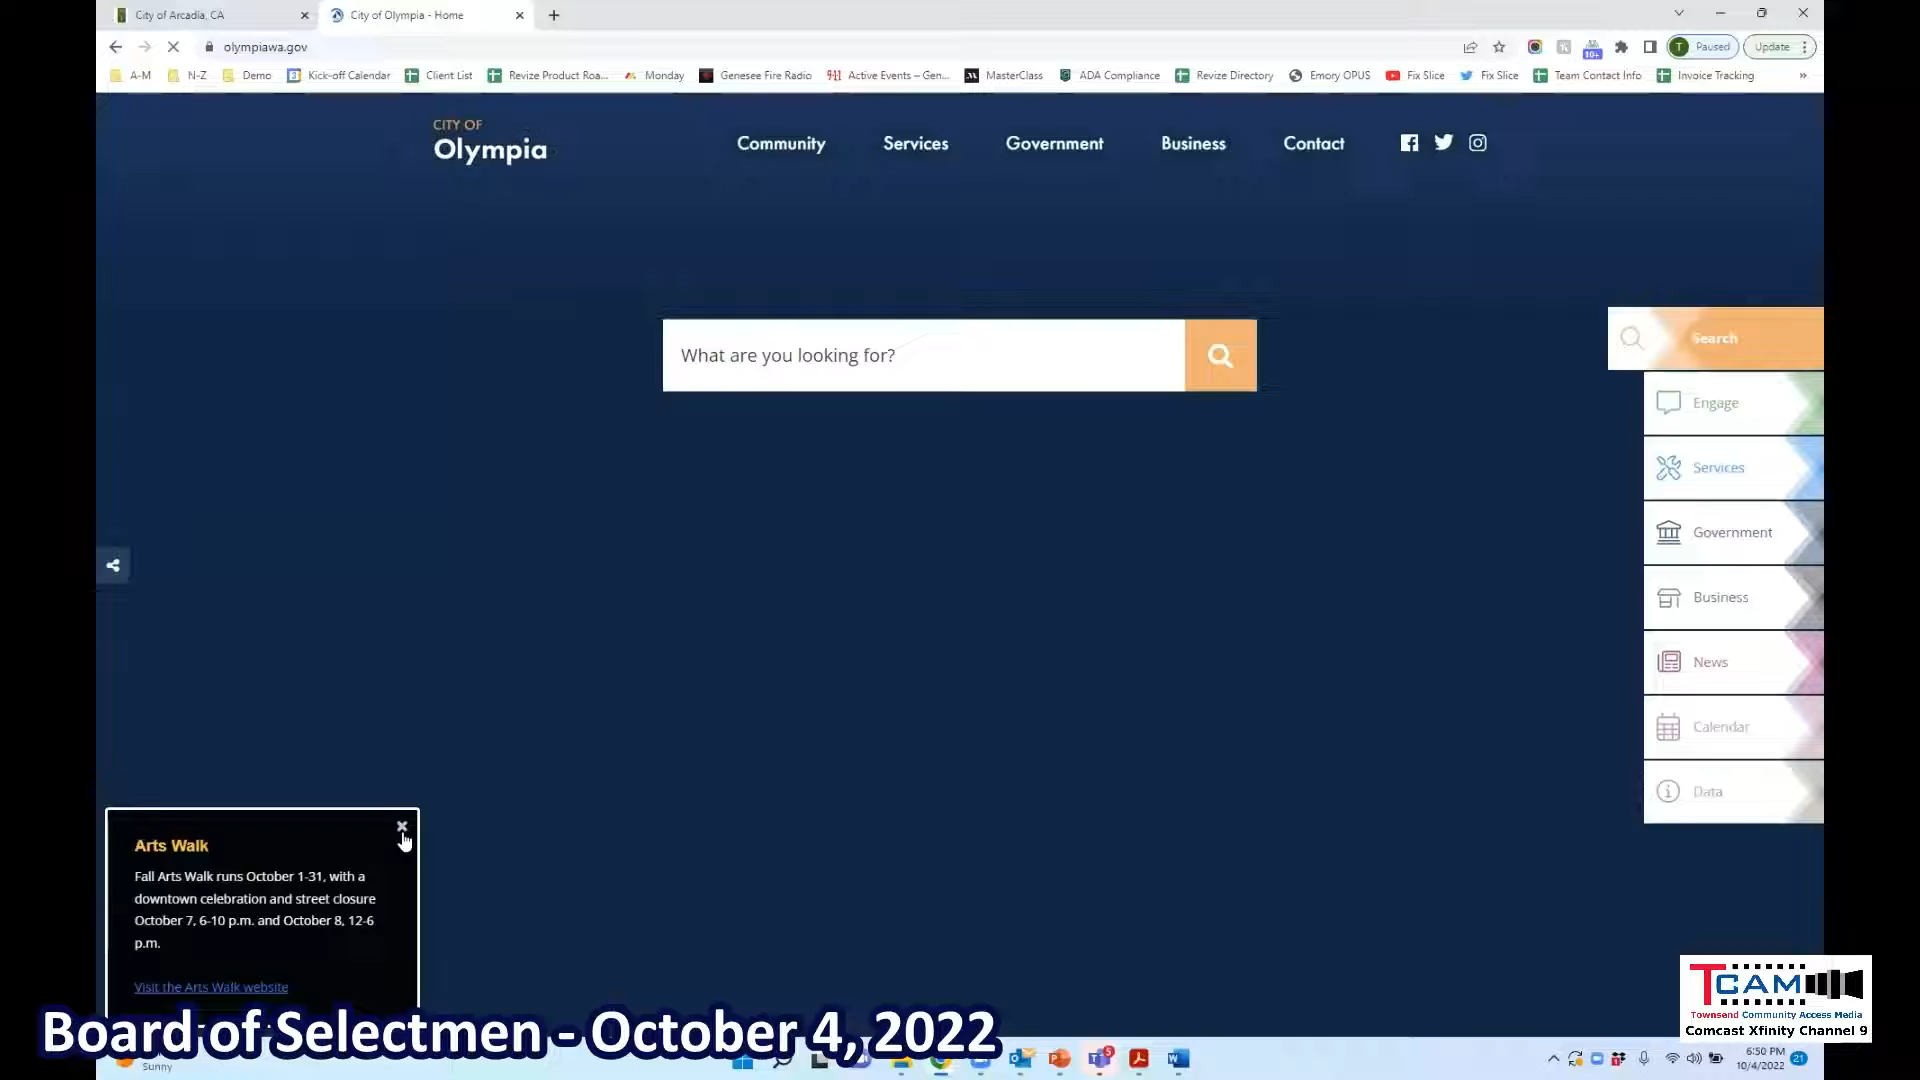 City of Arcadia, CA
City of Olympia - Home
olympiawa.gov
T Paused
Update
A-M
N-Z
Demo
Kick-off Calendar
Client List
Revize Product Roa...
Monday
Genesee Fire Radio
Active Events – Gen...
MasterClass
ADA Compliance
Revize Directory
Emory OPUS
Fix Slice
Fix Slice
Team Contact Info
Invoice Tracking
»
CITY OF
Olympia
Community
Services
Government
Business
Contact
What are you looking for?
Search
Engage
Services
Government
Business
News
Calendar
Data
Arts Walk
Fall Arts Walk runs October 1-31, with a
downtown celebration and street closure
October 7, 6-10 p.m. and October 8, 12-6
p.m.
Visit the Arts Walk website
TCAM
Townsend Community Access Media
Comcast Xfinity Channel 9
Board of Selectmen - October 4, 2022
Sunny
6:50 PM
10/4/2022
21